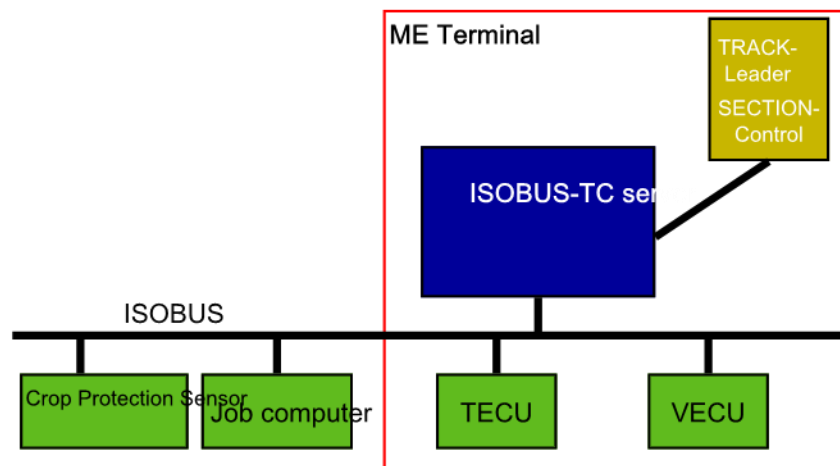 ME Terminal
TRACK-
Leader
SECTION-
Control
ISOBUS-TC ser
ISOBUS
Crop Protection Sensor
Job computer
TECU
VECU